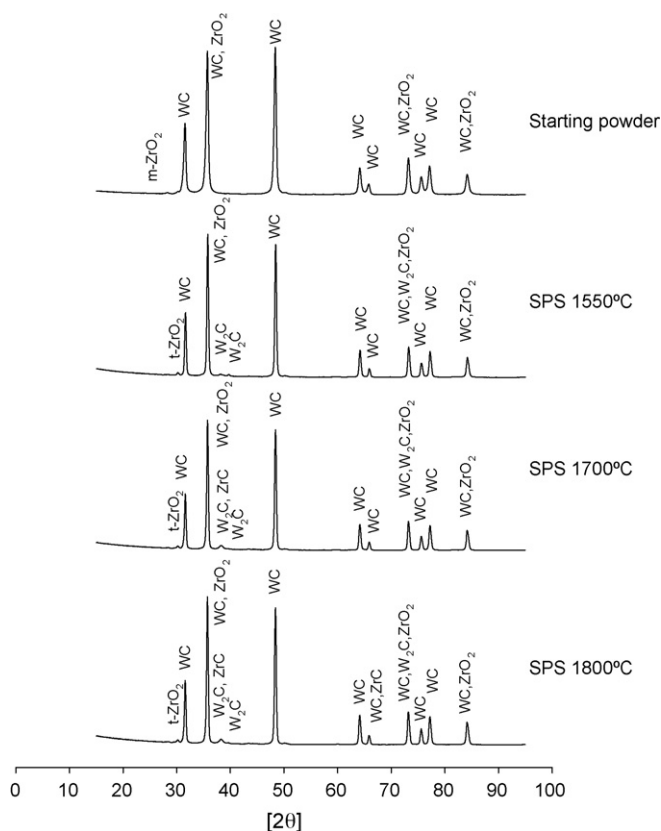 WC
WC, ZrO₂
WC
m-ZrO₂
WC
WC
WC,ZrO₂
WC
WC
WC,ZrO₂
Starting powder
t-ZrO₂
WC
WC, ZrO₂
W₂C
W₂C
WC
WC
WC
WC,W₂C,ZrO₂
WC
WC
WC,ZrO₂
SPS 1550ºC
t-ZrO₂
WC
WC, ZrO₂
W₂C, ZrC
W₂C
WC
WC
WC
WC,W₂C,ZrO₂
WC
WC
WC,ZrO₂
SPS 1700ºC
t-ZrO₂
WC
WC, ZrO₂
W₂C, ZrC
W₂C
WC
WC
WC,ZrC
WC,W₂C,ZrO₂
WC
WC
WC,ZrO₂
SPS 1800ºC
0 10 20 30 40 50 60 70 80 90 100
[2θ]